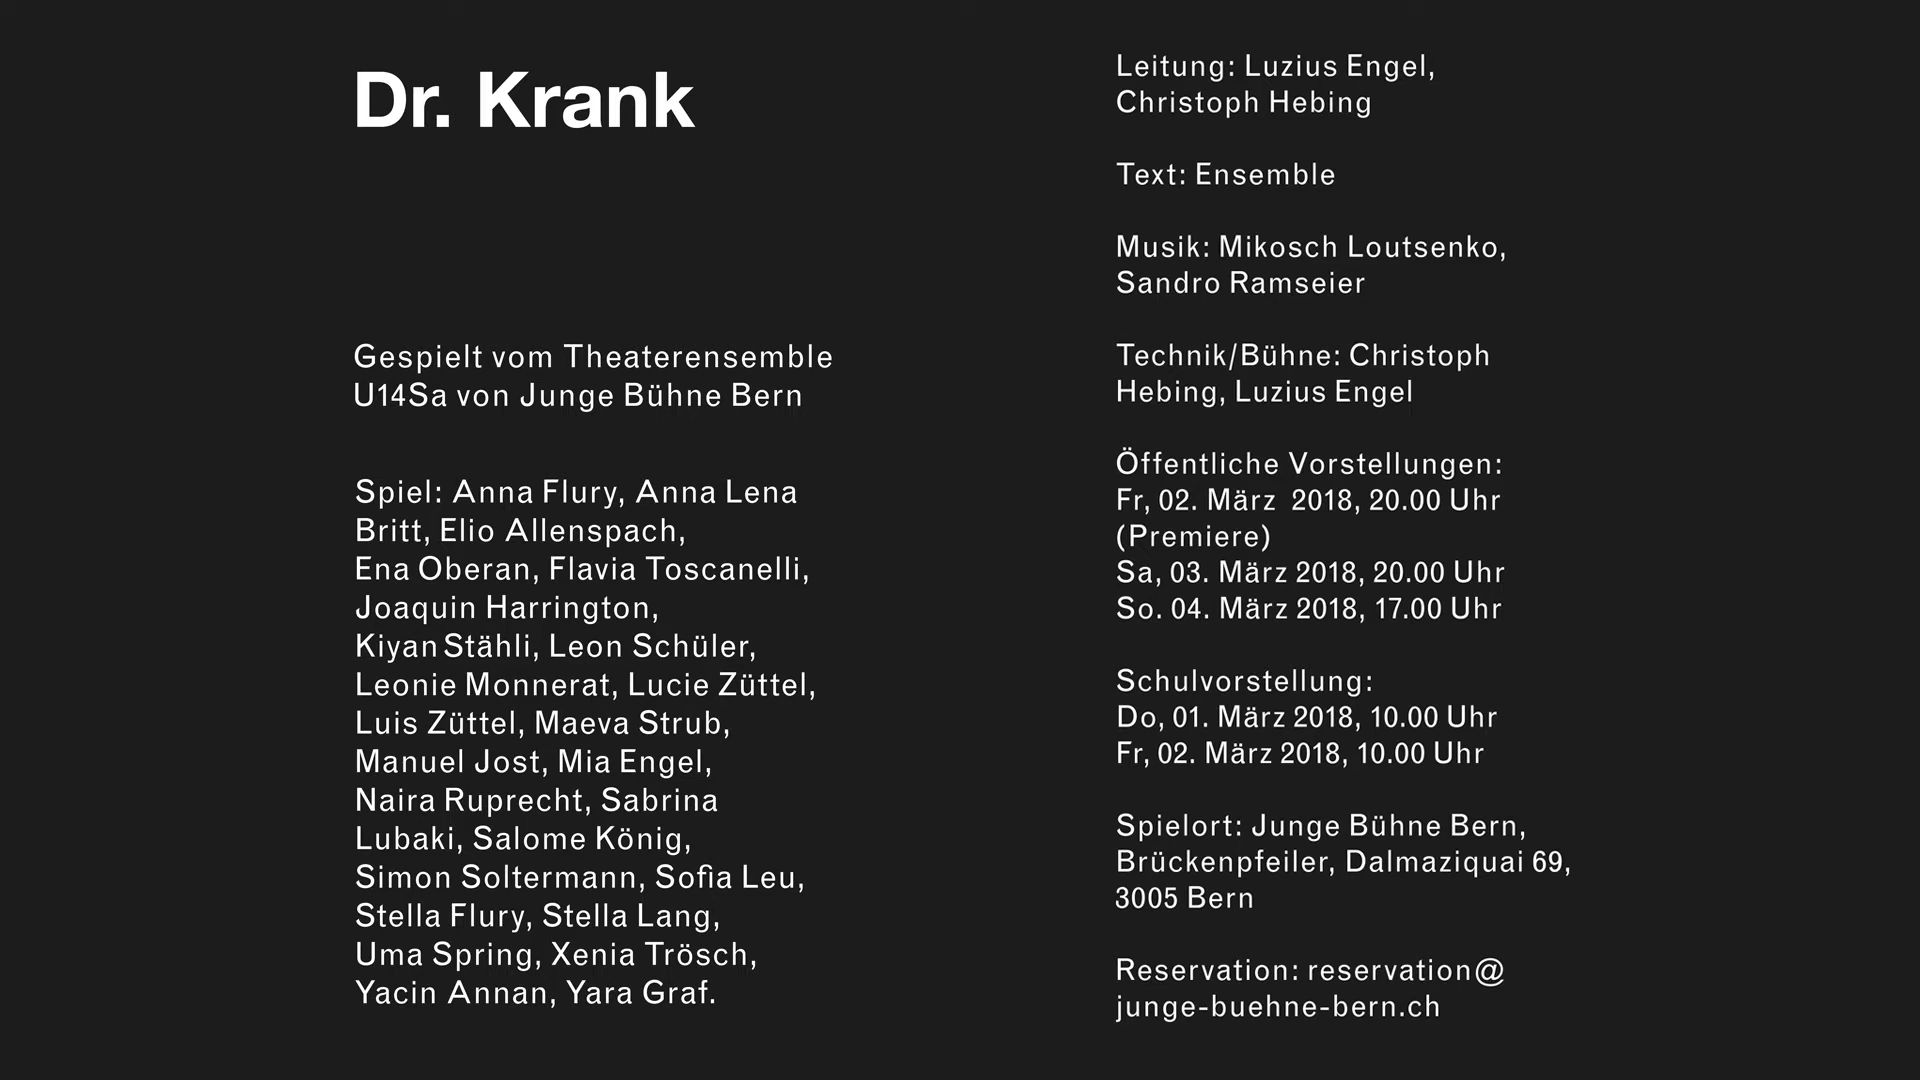 Dr. Krank
Gespielt vom Theaterensemble
U14Sa von Junge Bühne Bern
Spiel: Anna Flury, Anna Lena
Britt, Elio Allenspach,
Ena Oberan, Flavia Toscanelli,
Joaquin Harrington,
Kiyan Stähli, Leon Schüler,
Leonie Monnerat, Lucie Züttel,
Luis Züttel, Maeva Strub,
Manuel Jost, Mia Engel,
Naira Ruprecht, Sabrina
Lubaki, Salome König,
Simon Soltermann, Sofia Leu,
Stella Flury, Stella Lang,
Uma Spring, Xenia Trösch,
Yacin Annan, Yara Graf.
Leitung: Luzius Engel,
Christoph Hebing
Text: Ensemble
Musik: Mikosch Loutsenko,
Sandro Ramseier
Technik/Bühne: Christoph
Hebing, Luzius Engel
Öffentliche Vorstellungen:
Fr, 02. März 2018, 20.00 Uhr
(Premiere)
Sa, 03. März 2018, 20.00 Uhr
So. 04. März 2018, 17.00 Uhr
Schulvorstellung:
Do, 01. März 2018, 10.00 Uhr
Fr, 02. März 2018, 10.00 Uhr
Spielort: Junge Bühne Bern,
Brückenpfeiler, Dalmaziquai 69,
3005 Bern
Reservation: reservation@
junge-buehne-bern.ch